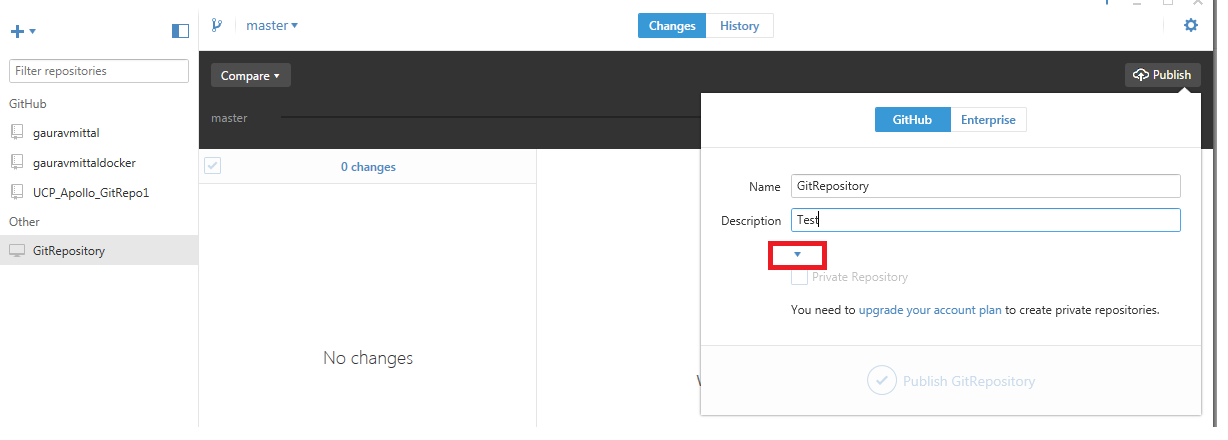 master
Changes
History
Filter repositories
Compare
Publish
GitHub
gauravmittal
gauravmittaldocker
UCP_Apollo_GitRepo1
Other
GitRepository
master
0 changes
No changes
GitHub
Enterprise
Name
GitRepository
Description
Test
Private Repository
You need to upgrade your account plan to create private repositories.
Publish GitRepository